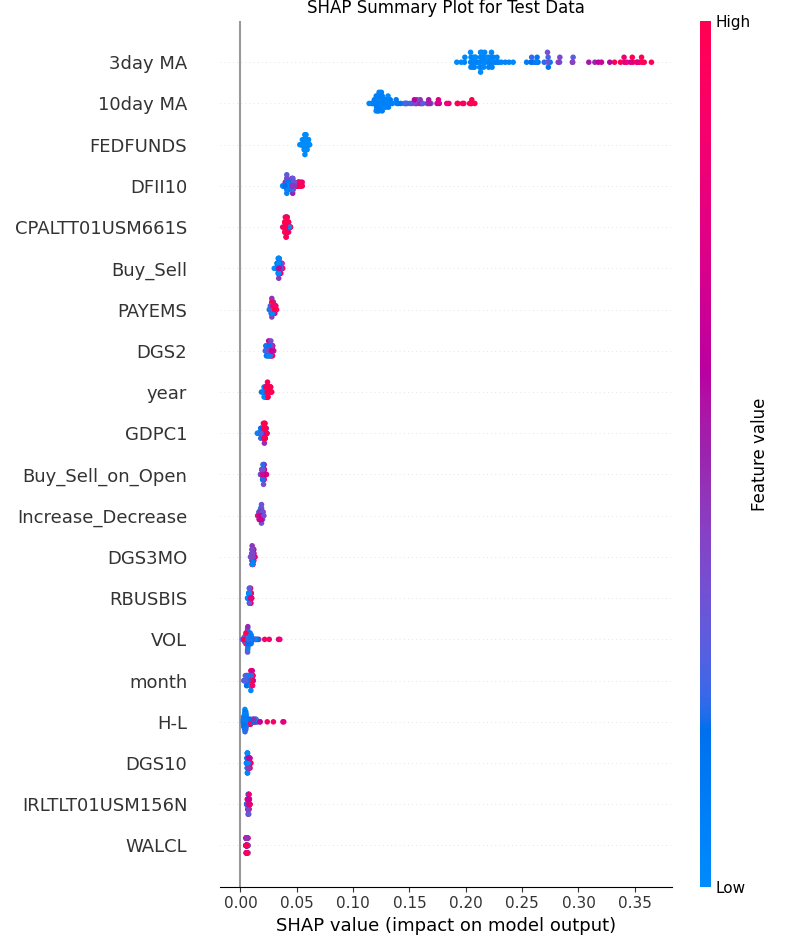 SHAP Summary Plot for Test Data
High
3day MA
10day MA
FEDFUNDS
DFII10
CPALTT01USM661S
Buy_Sell
PAYEMS
DGS2
year
GDPC1
Buy_Sell_on_Open
Increase_Decrease
DGS3MO
RBUSBIS
VOL
month
H-L
DGS10
IRLTLT01USM156N
WALCL
Feature value
Low
0.00 0.05 0.10 0.15 0.20 0.25 0.30 0.35
SHAP value (impact on model output)